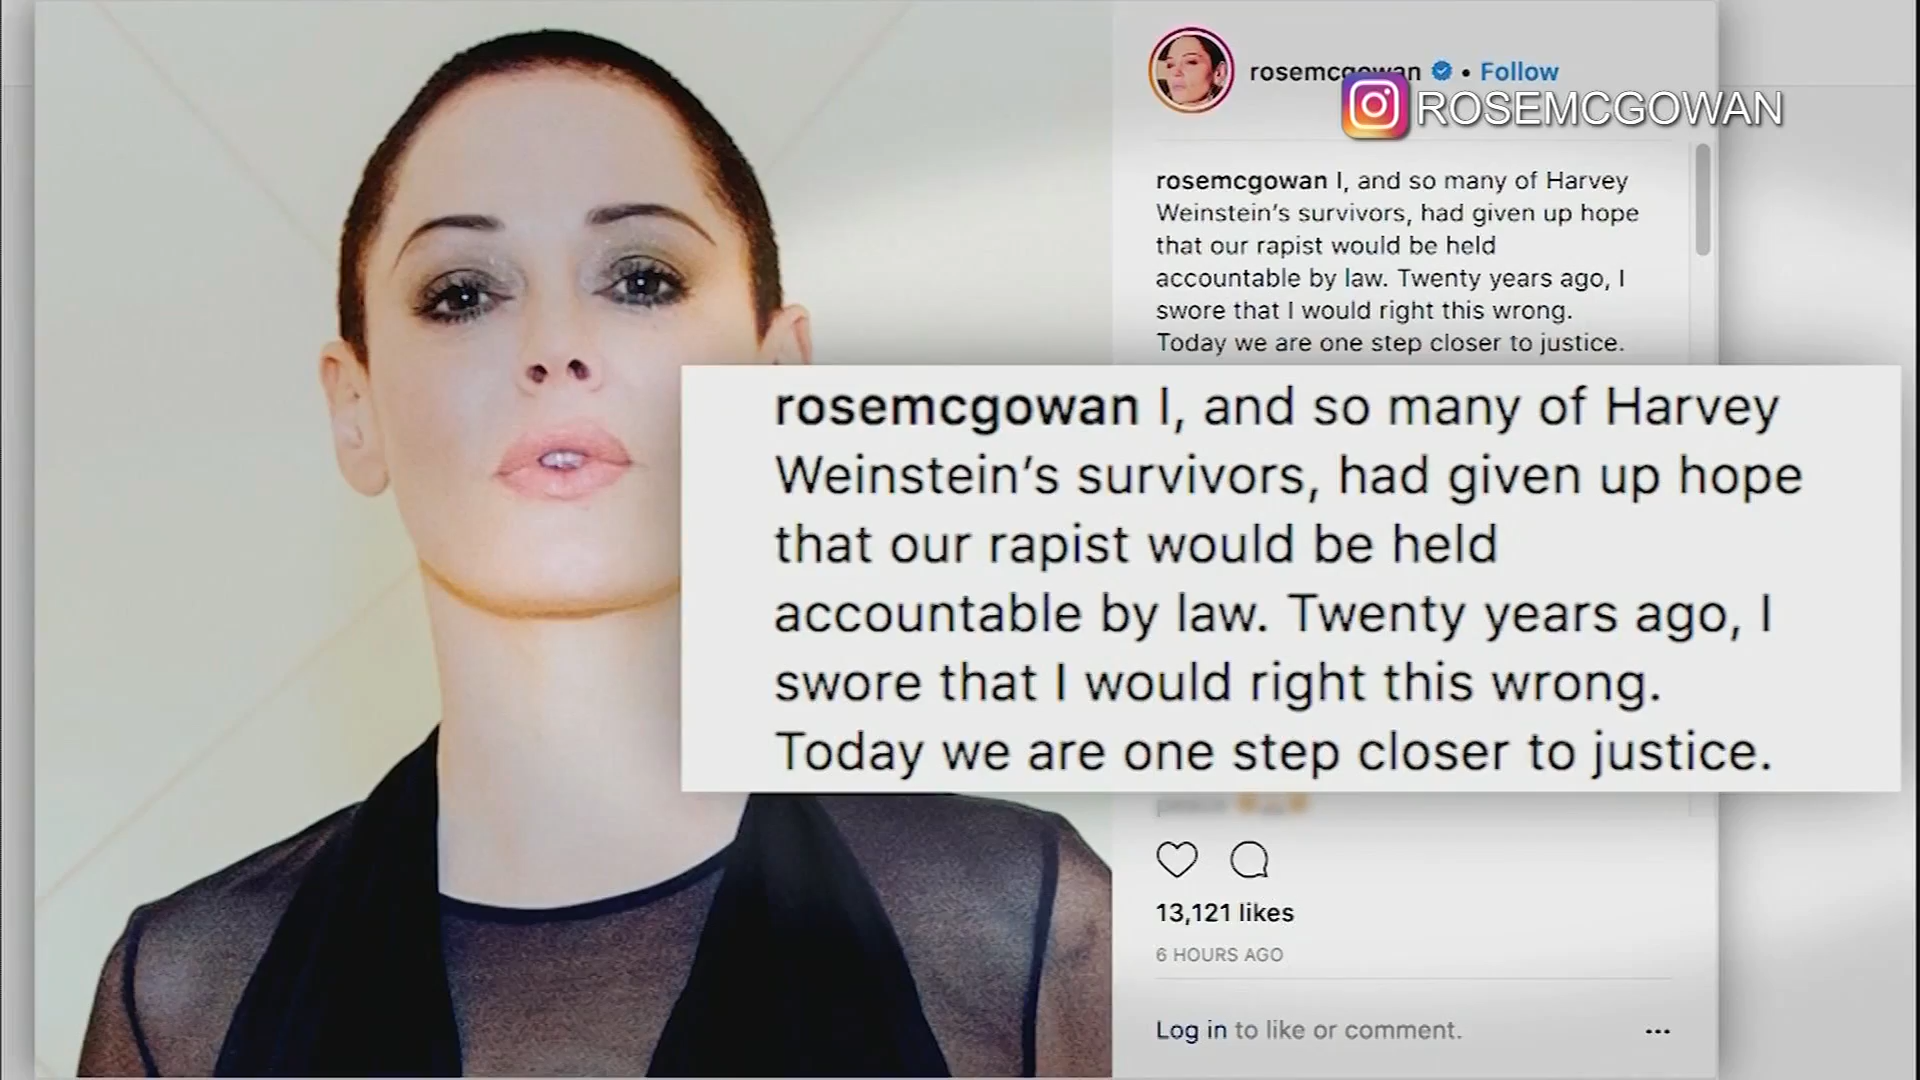 rosemcgowan • Follow
ROSEMCGOWAN
rosemcgowan I, and so many of Harvey
Weinstein's survivors, had given up hope
that our rapist would be held
accountable by law. Twenty years ago, I
swore that I would right this wrong.
Today we are one step closer to justice.
rosemcgowan I, and so many of Harvey
Weinstein's survivors, had given up hope
that our rapist would be held
accountable by law. Twenty years ago, I
swore that I would right this wrong.
Today we are one step closer to justice.
13,121 likes
6 HOURS AGO
Log in to like or comment.